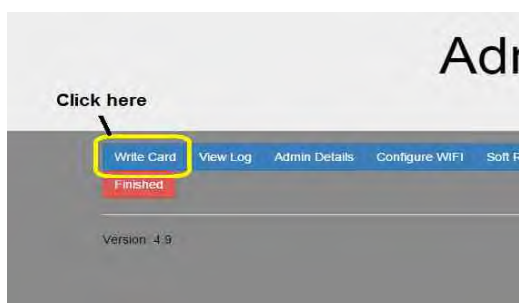 Adr
Click here
Write Card View Log Admin Details Configure WIFI Soft R
Finished
Version: 4.9